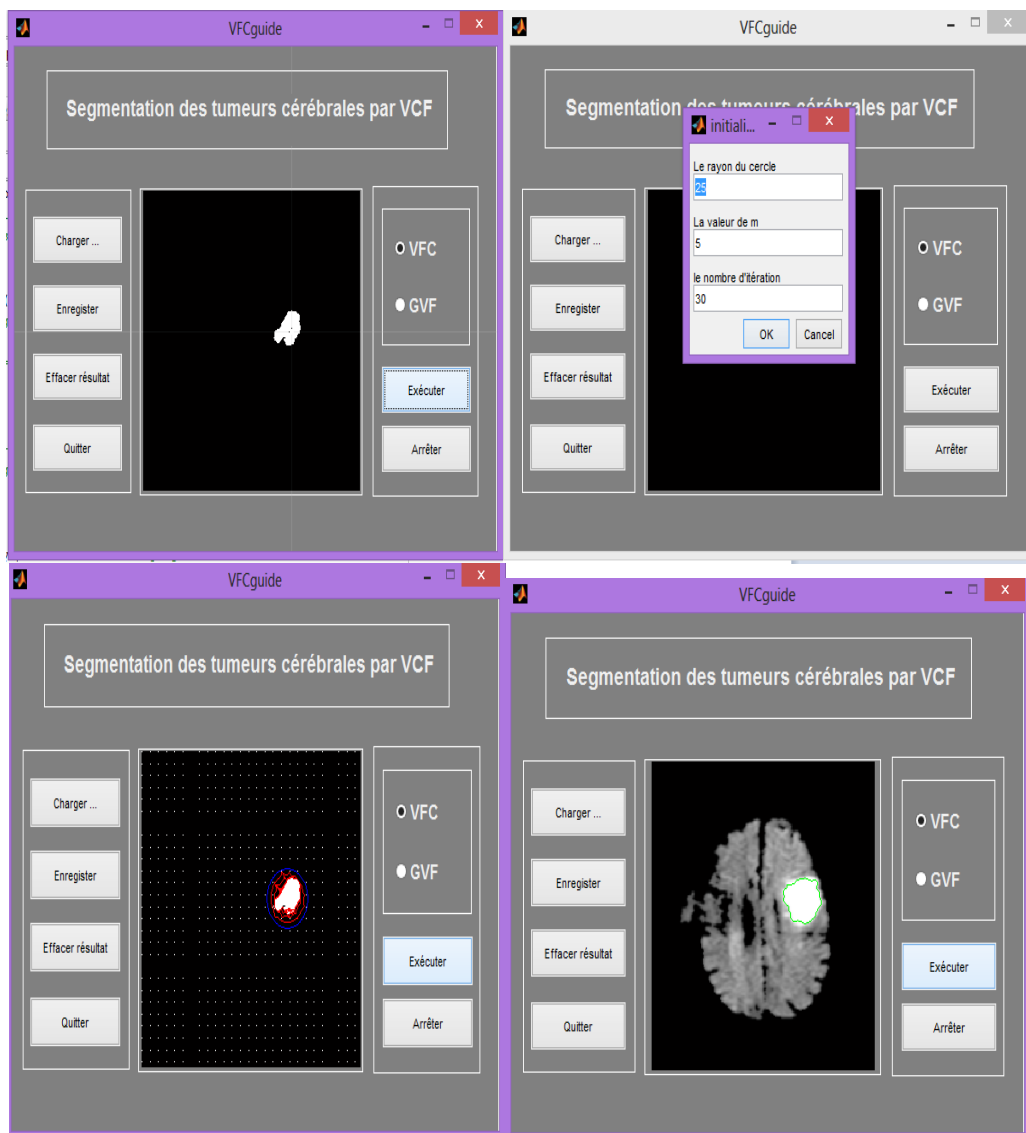 VFCguide
Segmentation des tumeurs cérébrales par VCF
Charger ...
Enregister
Effacer résultat
Quitter
VFC
GVF
Exécuter
Arrêter
VFCguide
Segmentation des tumeurs cérébrales par VCF
initiali...
Le rayon du cercle
25
La valeur de m
5
le nombre d'itération
30
OK
Cancel
Charger ...
Enregister
Effacer résultat
Quitter
VFC
GVF
Exécuter
Arrêter
VFCguide
Segmentation des tumeurs cérébrales par VCF
Charger ...
Enregister
Effacer résultat
Quitter
VFC
GVF
Exécuter
Arrêter
VFCguide
Segmentation des tumeurs cérébrales par VCF
Charger ...
Enregister
Effacer résultat
Quitter
VFC
GVF
Exécuter
Arrêter